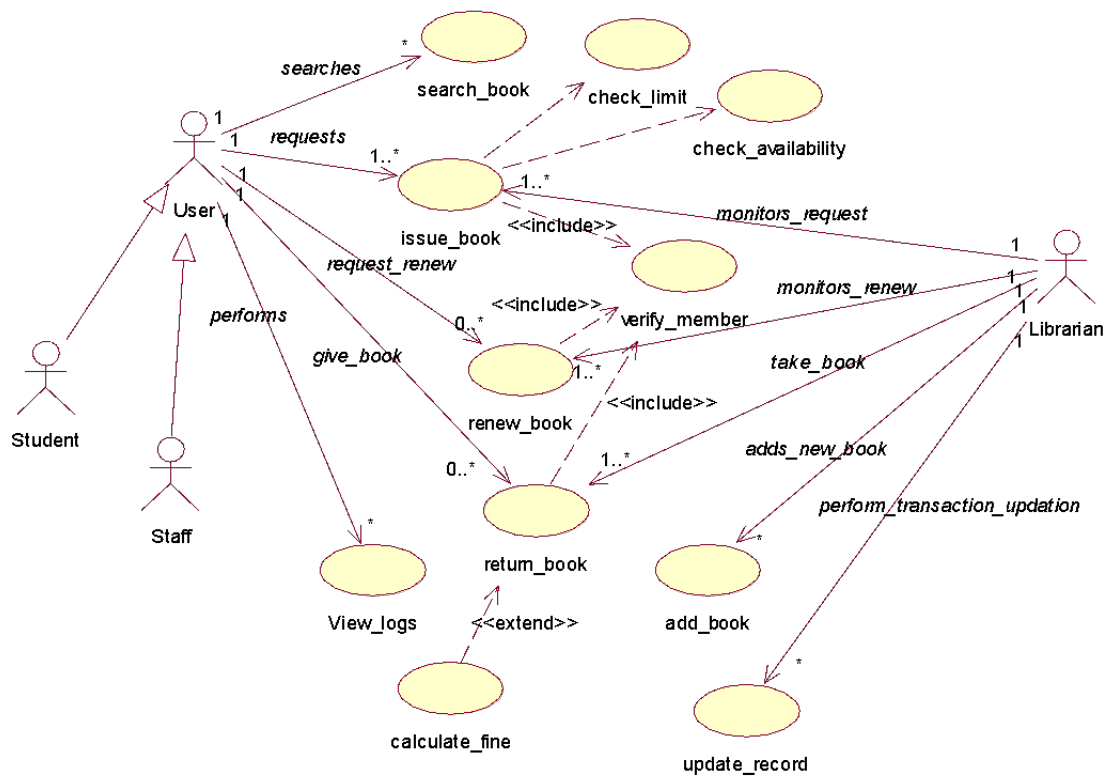 *
searches
search_book
check_limit
1
1
requests
check_availability
1..*
1..*
1
1
User
1
monitors_request
<<include>>
issue_book
1
request_renew
1
monitors_renew
1
<<include>>
1
performs
verify_member
Librarian
0..*
1
give_book
take_book
1..*
Student
renew_book
<<include>>
adds_new_book
0..*
1..*
perform_transaction_updation
Staff
*
*
return_book
View_logs
<<extend>>
add_book
*
calculate_fine
update_record